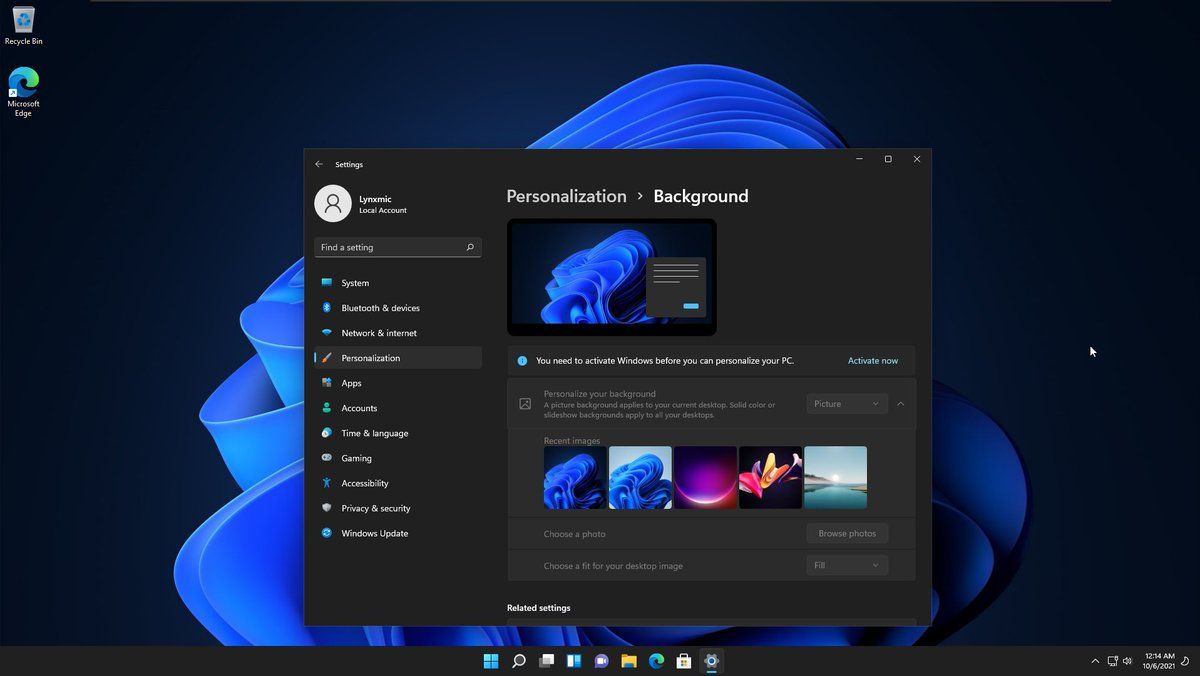 Recycle Bin
Microsoft
Edge
Settings
Lynxmic
Local Account
Find a setting
System
Bluetooth & devices
Network & internet
Personalization
Apps
Accounts
Time & language
Gaming
Accessibility
Privacy & security
Windows Update
Personalization › Background
You need to activate Windows before you can personalize your PC. Activate now
Personalize your background
A picture background applies to your current desktop. Solid color or
slideshow backgrounds apply to all your desktops.
Picture
Recent images
Choose a photo
Browse photos
Choose a fit for your desktop image
Fill
Related settings
12:14 AM
10/6/2021